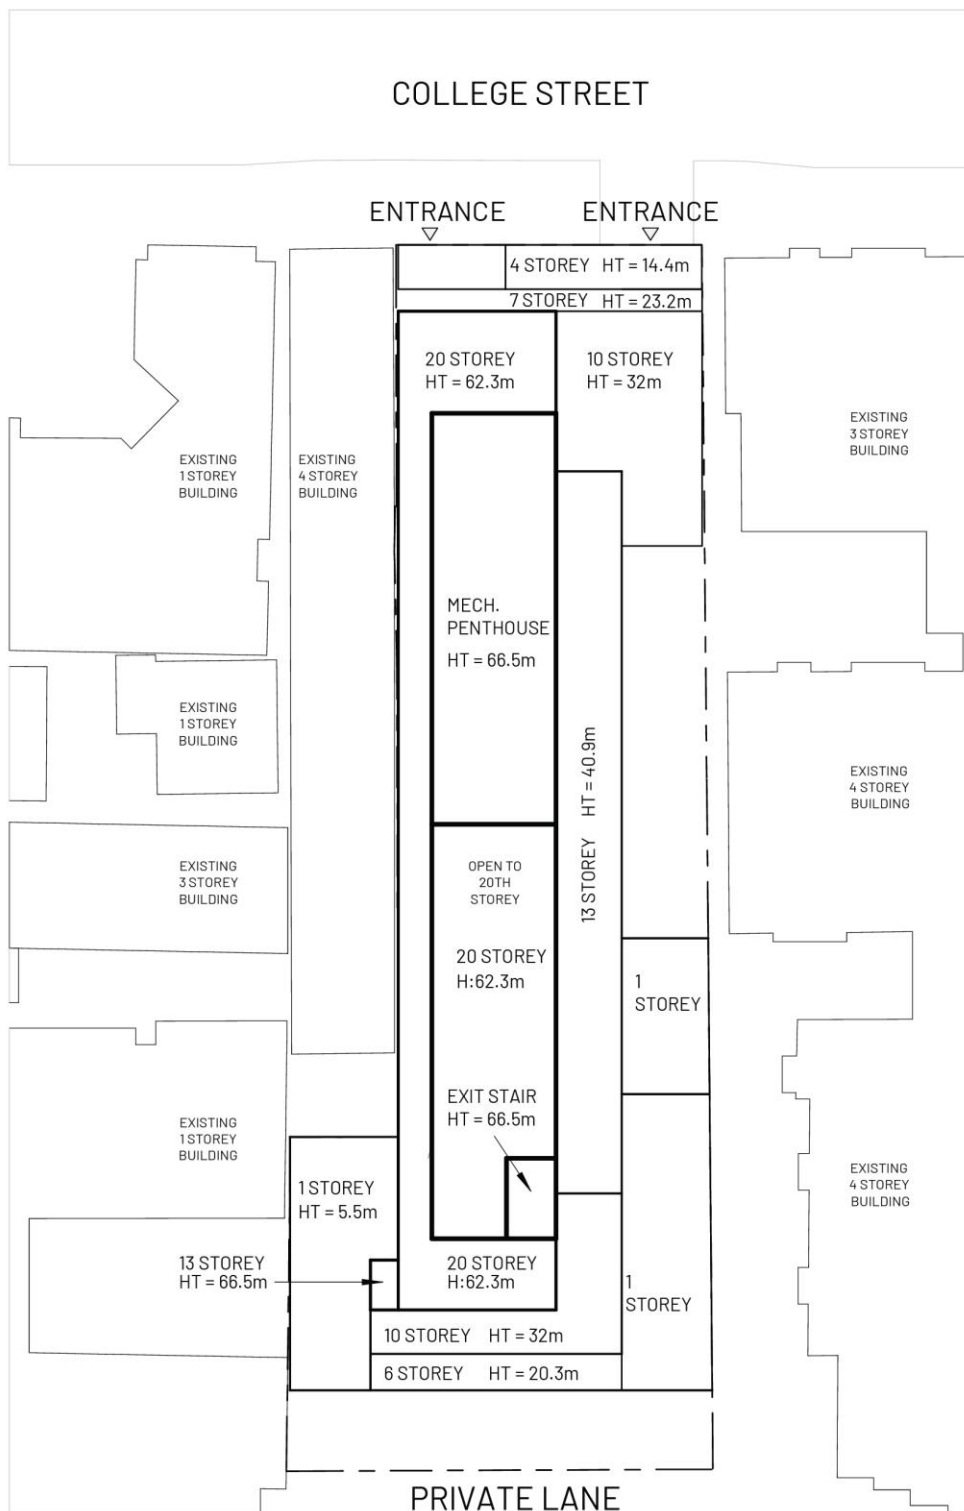 COLLEGE STREET
ENTRANCE
ENTRANCE
4 STOREY HT = 14.4m
7 STOREY HT = 23.2m
20 STOREY
HT = 62.3m
10 STOREY
HT = 32m
EXISTING
3 STOREY
BUILDING
EXISTING
1 STOREY
BUILDING
EXISTING
4 STOREY
BUILDING
MECH.
PENTHOUSE
HT = 66.5m
EXISTING
1 STOREY
BUILDING
13 STOREY HT = 40.9m
EXISTING
4 STOREY
BUILDING
EXISTING
3 STOREY
BUILDING
OPEN TO
20TH
STOREY
20 STOREY
H:62.3m
1
STOREY
EXIT STAIR
HT = 66.5m
EXISTING
1 STOREY
BUILDING
EXISTING
4 STOREY
BUILDING
1 STOREY
HT = 5.5m
13 STOREY
HT = 66.5m
20 STOREY
H:62.3m
1
STOREY
10 STOREY HT = 32m
6 STOREY HT = 20.3m
PRIVATE LANE